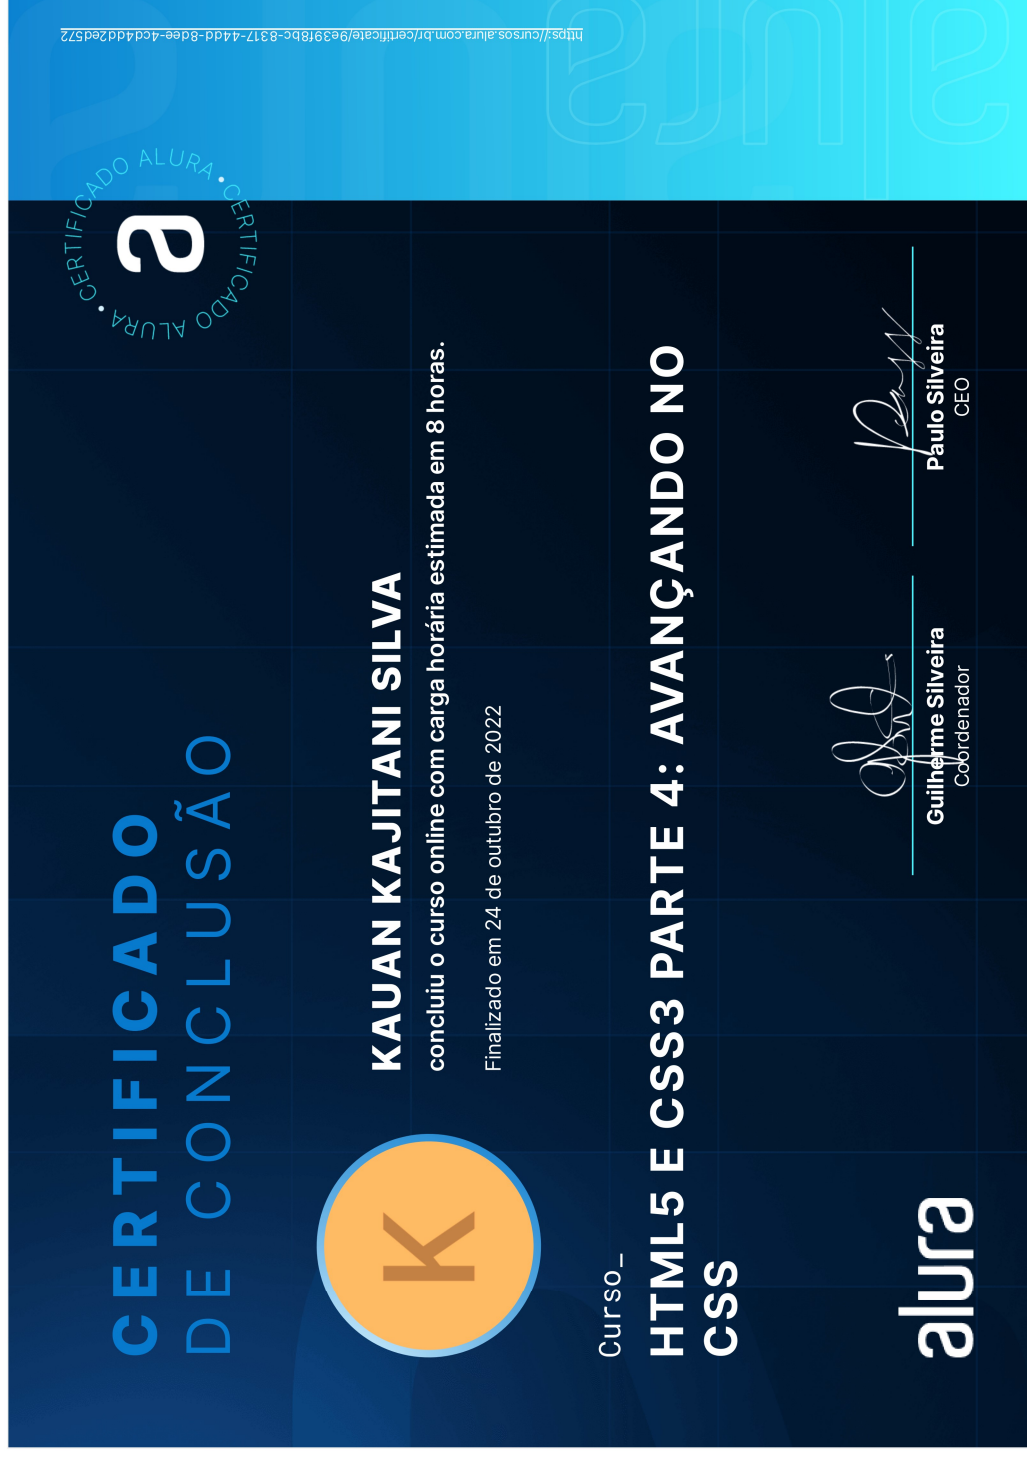 CERTIFICADO
DE CONCLUSÃO
CERTIFICADO ALURA • CERTIFICADO ALURA •
a
https://cursos.alura.com.br/certificate/9e39f8bc-8317-44dd-8dee-4cd4dd2ed572
K
KAUAN KAJITANI SILVA
concluiu o curso online com carga horária estimada em 8 horas.
Finalizado em 24 de outubro de 2022
Curso_
HTML5 E CSS3 PARTE 4: AVANÇANDO NO
CSS
alura
Guilherme Silveira
Coordenador
Paulo Silveira
CEO
alura